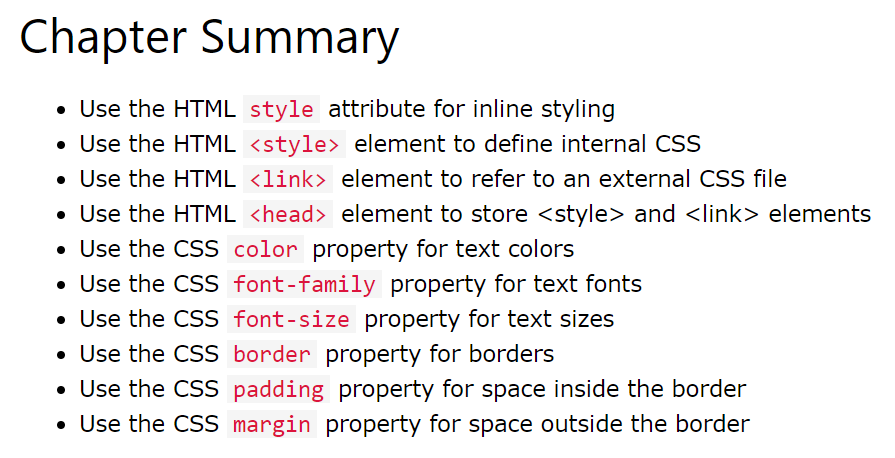 Chapter Summary
• Use the HTML style attribute for inline styling
• Use the HTML <style> element to define internal CSS
• Use the HTML <link> element to refer to an external CSS file
• Use the HTML <head> element to store <style> and <link> elements
• Use the CSS color property for text colors
• Use the CSS font-family property for text fonts
• Use the CSS font-size property for text sizes
• Use the CSS border property for borders
• Use the CSS padding property for space inside the border
• Use the CSS margin property for space outside the border